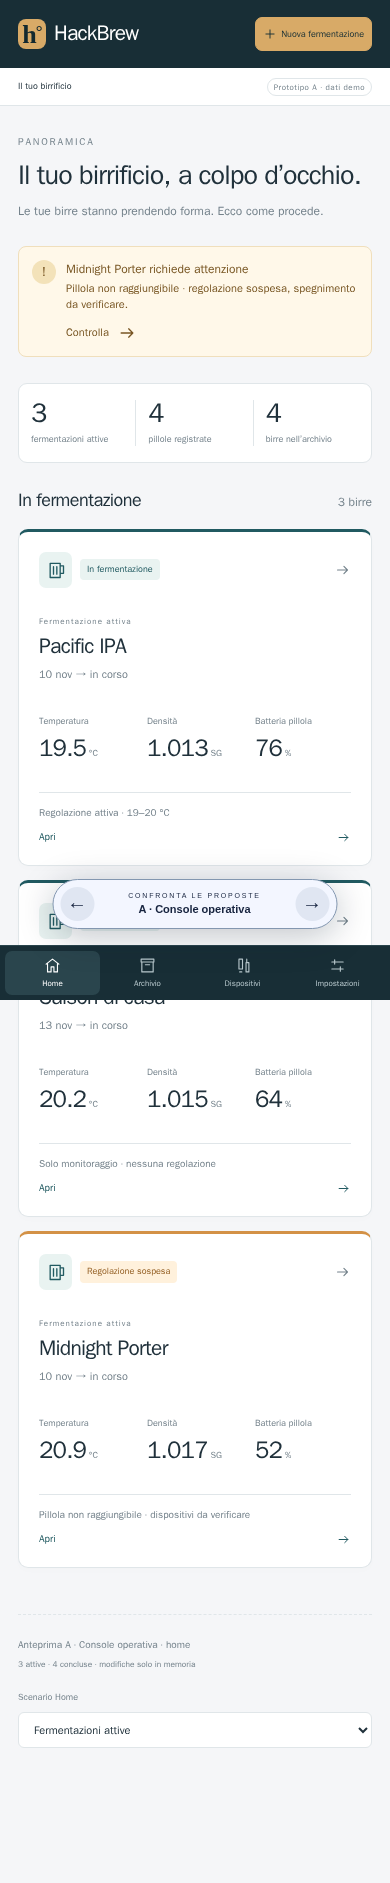 h°
HackBrew
+ Nuova fermentazione
Il tuo birrificio
Prototipo A · dati demo
PANORAMICA
Il tuo birrificio, a colpo d'occhio.
Le tue birre stanno prendendo forma. Ecco come procede.
!
Midnight Porter richiede attenzione
Pillola non raggiungibile · regolazione sospesa, spegnimento
da verificare.
Controlla →
3
fermentazioni attive
4
pillole registrate
4
birre nell'archivio
In fermentazione
3 birre
In fermentazione
→
Fermentazione attiva
Pacific IPA
10 nov → in corso
Temperatura
Densità
Batteria pillola
19.5 °C
1.013 SG
76 %
Regolazione attiva · 19–20 °C
Apri →
←
CONFRONTA LE PROPOSTE
A · Console operativa
→
→
Home
Archivio
Dispositivi
Impostazioni
Saison di casa
13 nov → in corso
Temperatura
Densità
Batteria pillola
20.2 °C
1.015 SG
64 %
Solo monitoraggio · nessuna regolazione
Apri →
Regolazione sospesa
→
Fermentazione attiva
Midnight Porter
10 nov → in corso
Temperatura
Densità
Batteria pillola
20.9 °C
1.017 SG
52 %
Pillola non raggiungibile · dispositivi da verificare
Apri →
Anteprima A · Console operativa · home
3 attive · 4 concluse · modifiche solo in memoria
Scenario Home
Fermentazioni attive